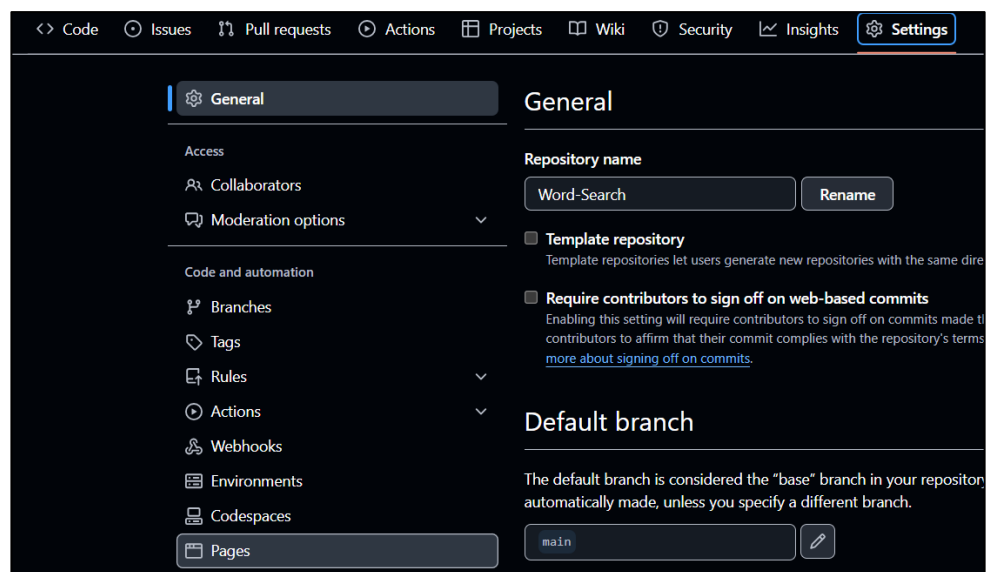 Code Issues Pull requests Actions Projects Wiki Security Insights Settings
General
Access
Collaborators
Moderation options
Code and automation
Branches
Tags
Rules
Actions
Webhooks
Environments
Codespaces
Pages
General
Repository name
Word-Search Rename
Template repository
Template repositories let users generate new repositories with the same dire
Require contributors to sign off on web-based commits
Enabling this setting will require contributors to sign off on commits made
contributors to affirm that their commit complies with the repository's terms
more about signing off on commits.
Default branch
The default branch is considered the “base” branch in your repository
automatically made, unless you specify a different branch.
main